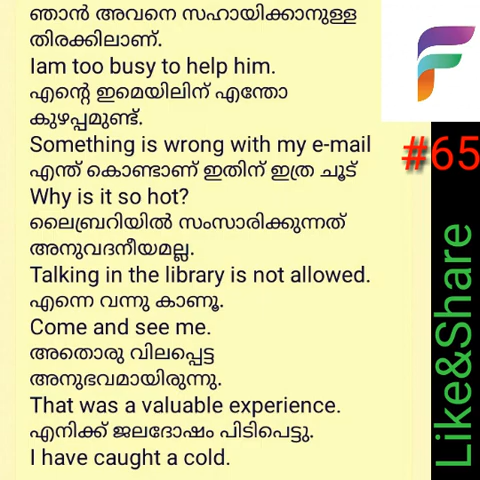 ഞാൻ അവനെ സഹായിക്കാനുള്ള
തിരക്കിലാണ്.
Iam too busy to help him.
എന്റെ ഇമെയിലിന് എന്തോ
കുഴപ്പമുണ്ട്.
Something is wrong with my e-mail
എന്ത് കൊണ്ടാണ് ഇതിന് ഇത്ര ചൂട്
Why is it so hot?
ലൈബ്രറിയിൽ സംസാരിക്കുന്നത്
അനുവദനീയമല്ല.
Talking in the library is not allowed.
എന്നെ വന്നു കാണൂ.
Come and see me.
അതൊരു വിലപ്പെട്ട
അനുഭവമായിരുന്നു.
That was a valuable experience.
എനിക്ക് ജലദോഷം പിടിപെട്ടു.
I have caught a cold.
F
#65
Like&Share